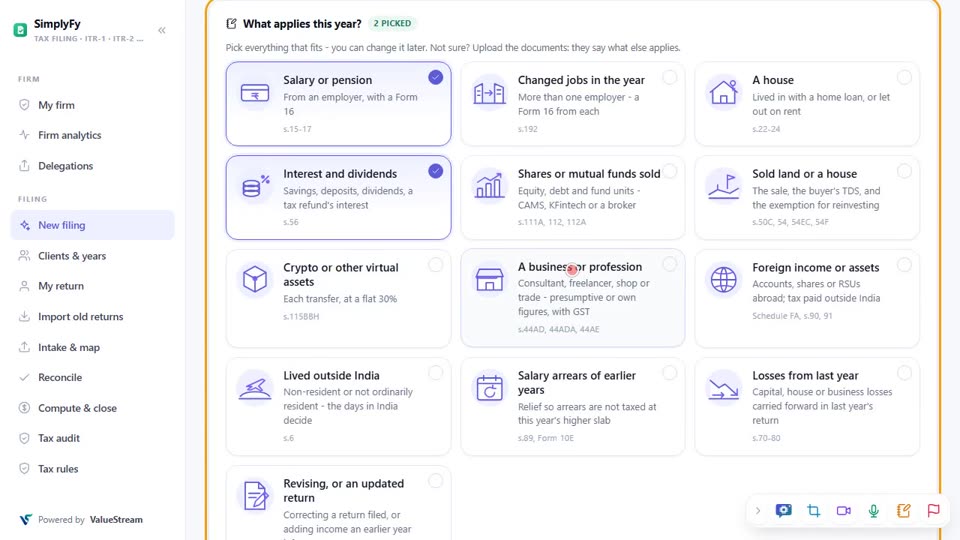 SimplyFy
TAX FILING • ITR-1 • ITR-2 ...
FIRM
My firm
Firm analytics
Delegations
FILING
New filing
Clients & years
My return
Import old returns
Intake & map
Reconcile
Compute & close
Tax audit
Tax rules
Powered by ValueStream
What applies this year? 2 PICKED
Pick everything that fits - you can change it later. Not sure? Upload the documents: they say what else applies.
Salary or pension
From an employer, with a Form
16
s.15-17
Changed jobs in the year
More than one employer - a
Form 16 from each
s.192
A house
Lived in with a home loan, or let
out on rent
s.22-24
Interest and dividends
Savings, deposits, dividends, a
tax refund's interest
s.56
Shares or mutual funds sold
Equity, debt and fund units -
CAMS, KFintech or a broker
s.111A, 112, 112A
Sold land or a house
The sale, the buyer's TDS, and
the exemption for reinvesting
s.50C, 54, 54EC, 54F
Crypto or other virtual
assets
Each transfer, at a flat 30%
s.115BBH
A business or profession
Consultant, freelancer, shop or
trade - presumptive or own
figures, with GST
s.44AD, 44ADA, 44AE
Foreign income or assets
Accounts, shares or RSUs
abroad; tax paid outside India
Schedule FA, s.90, 91
Lived outside India
Non-resident or not ordinarily
resident - the days in India
decide
s.6
Salary arrears of earlier
years
Relief so arrears are not taxed at
this year's higher slab
s.89, Form 10E
Losses from last year
Capital, house or business losses
carried forward in last year's
return
s.70-80
Revising, or an updated
return
Correcting a return filed, or
adding income an earlier year